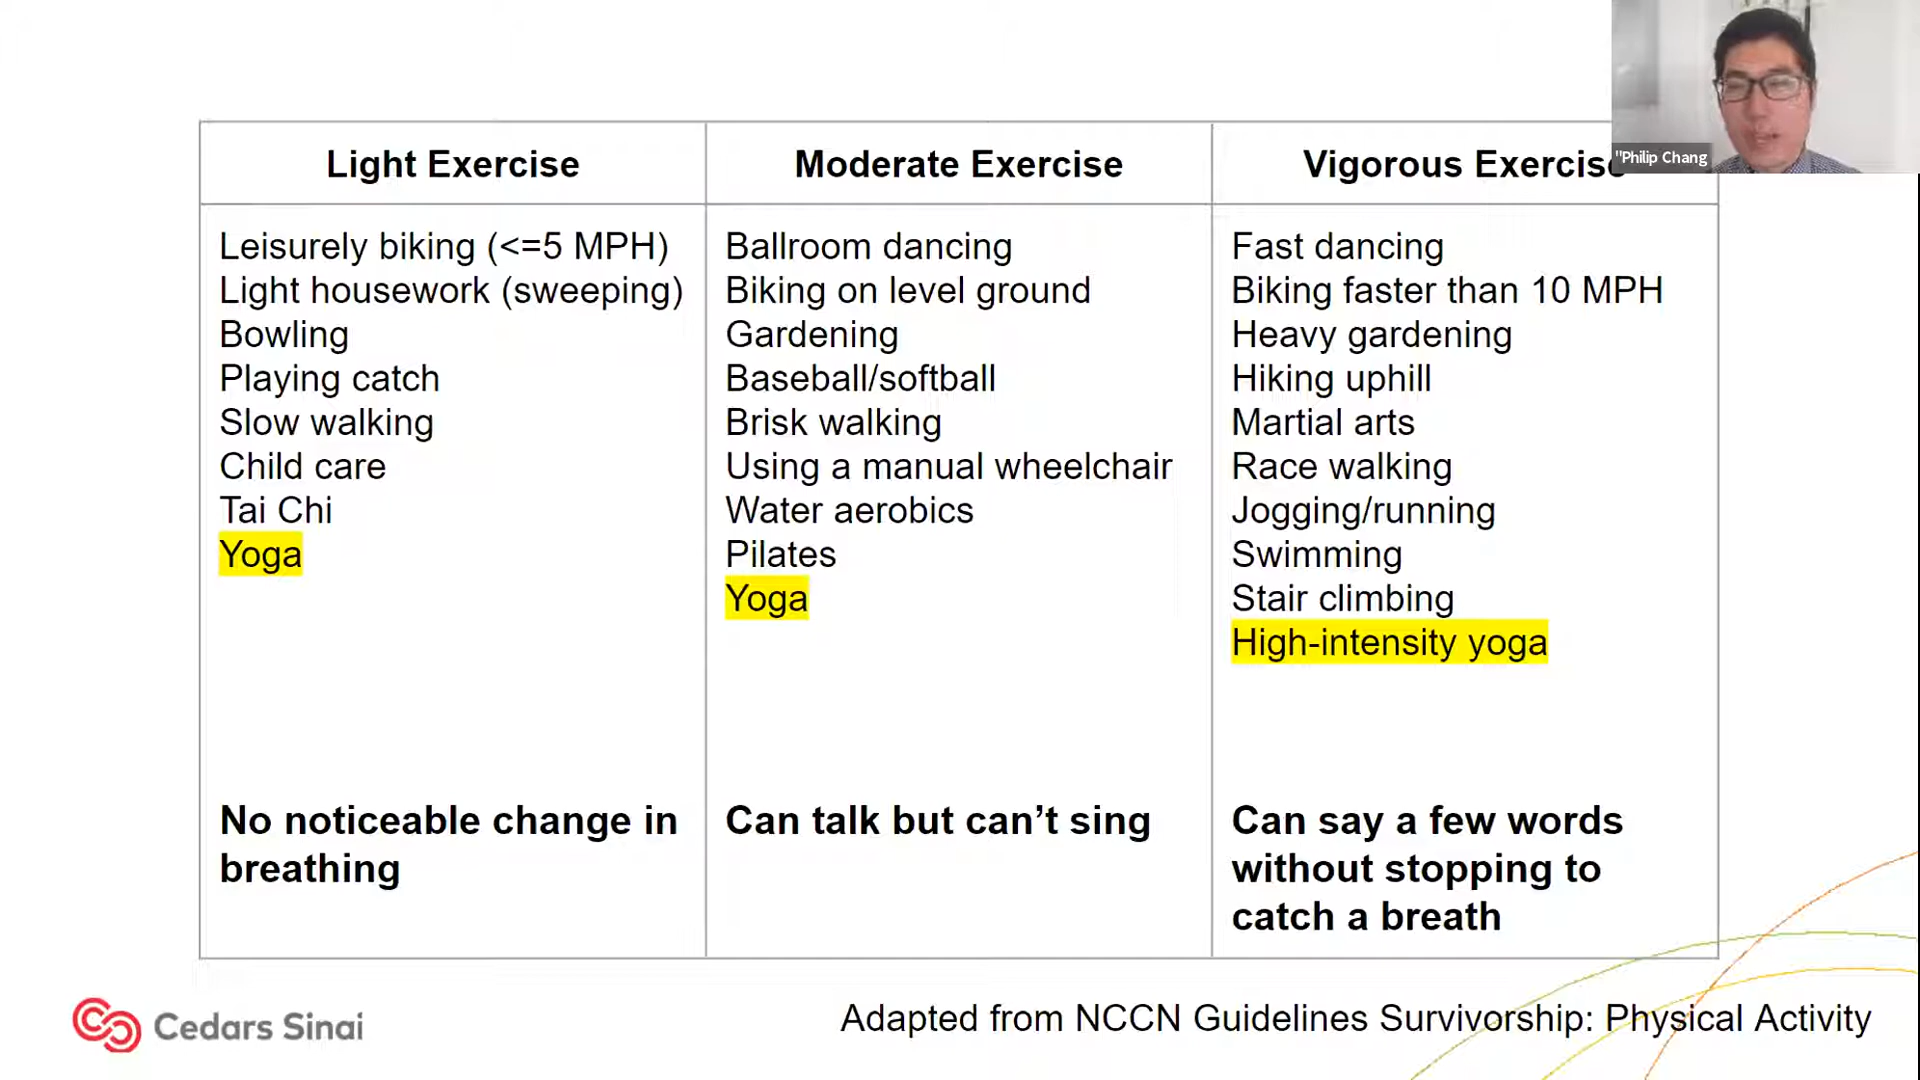 Light Exercise
Moderate Exercise
Vigorous Exercise
"Philip Chang
Leisurely biking (<=5 MPH)
Light housework (sweeping)
Bowling
Playing catch
Slow walking
Child care
Tai Chi
Yoga
No noticeable change in
breathing
Ballroom dancing
Biking on level ground
Gardening
Baseball/softball
Brisk walking
Using a manual wheelchair
Water aerobics
Pilates
Yoga
Can talk but can’t sing
Fast dancing
Biking faster than 10 MPH
Heavy gardening
Hiking uphill
Martial arts
Race walking
Jogging/running
Swimming
Stair climbing
High-intensity yoga
Can say a few words
without stopping to
catch a breath
Cedars Sinai
Adapted from NCCN Guidelines Survivorship: Physical Activity